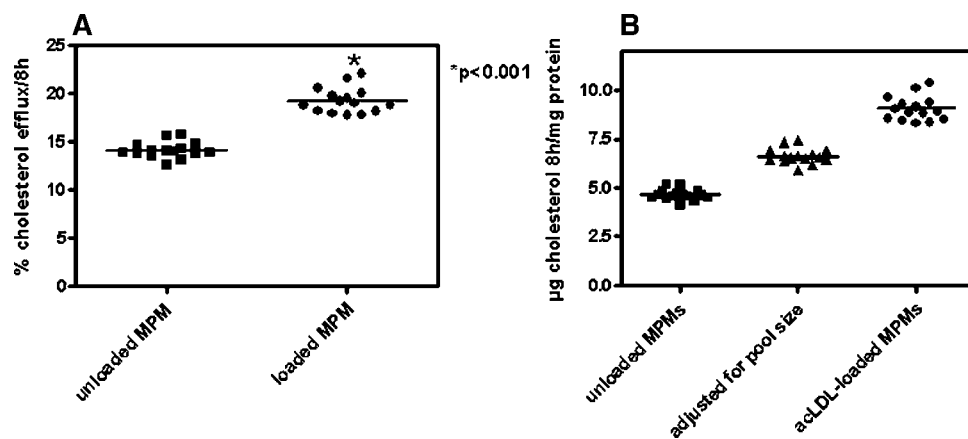 A
% cholesterol efflux/8h
25
20
15
10
5
0
*
*p<0.001
unloaded MPM
loaded MPM
B
µg cholesterol 8h/mg protein
10.0
7.5
5.0
2.5
0.0
unloaded MPMs
adjusted for pool size
acLDL-loaded MPMs